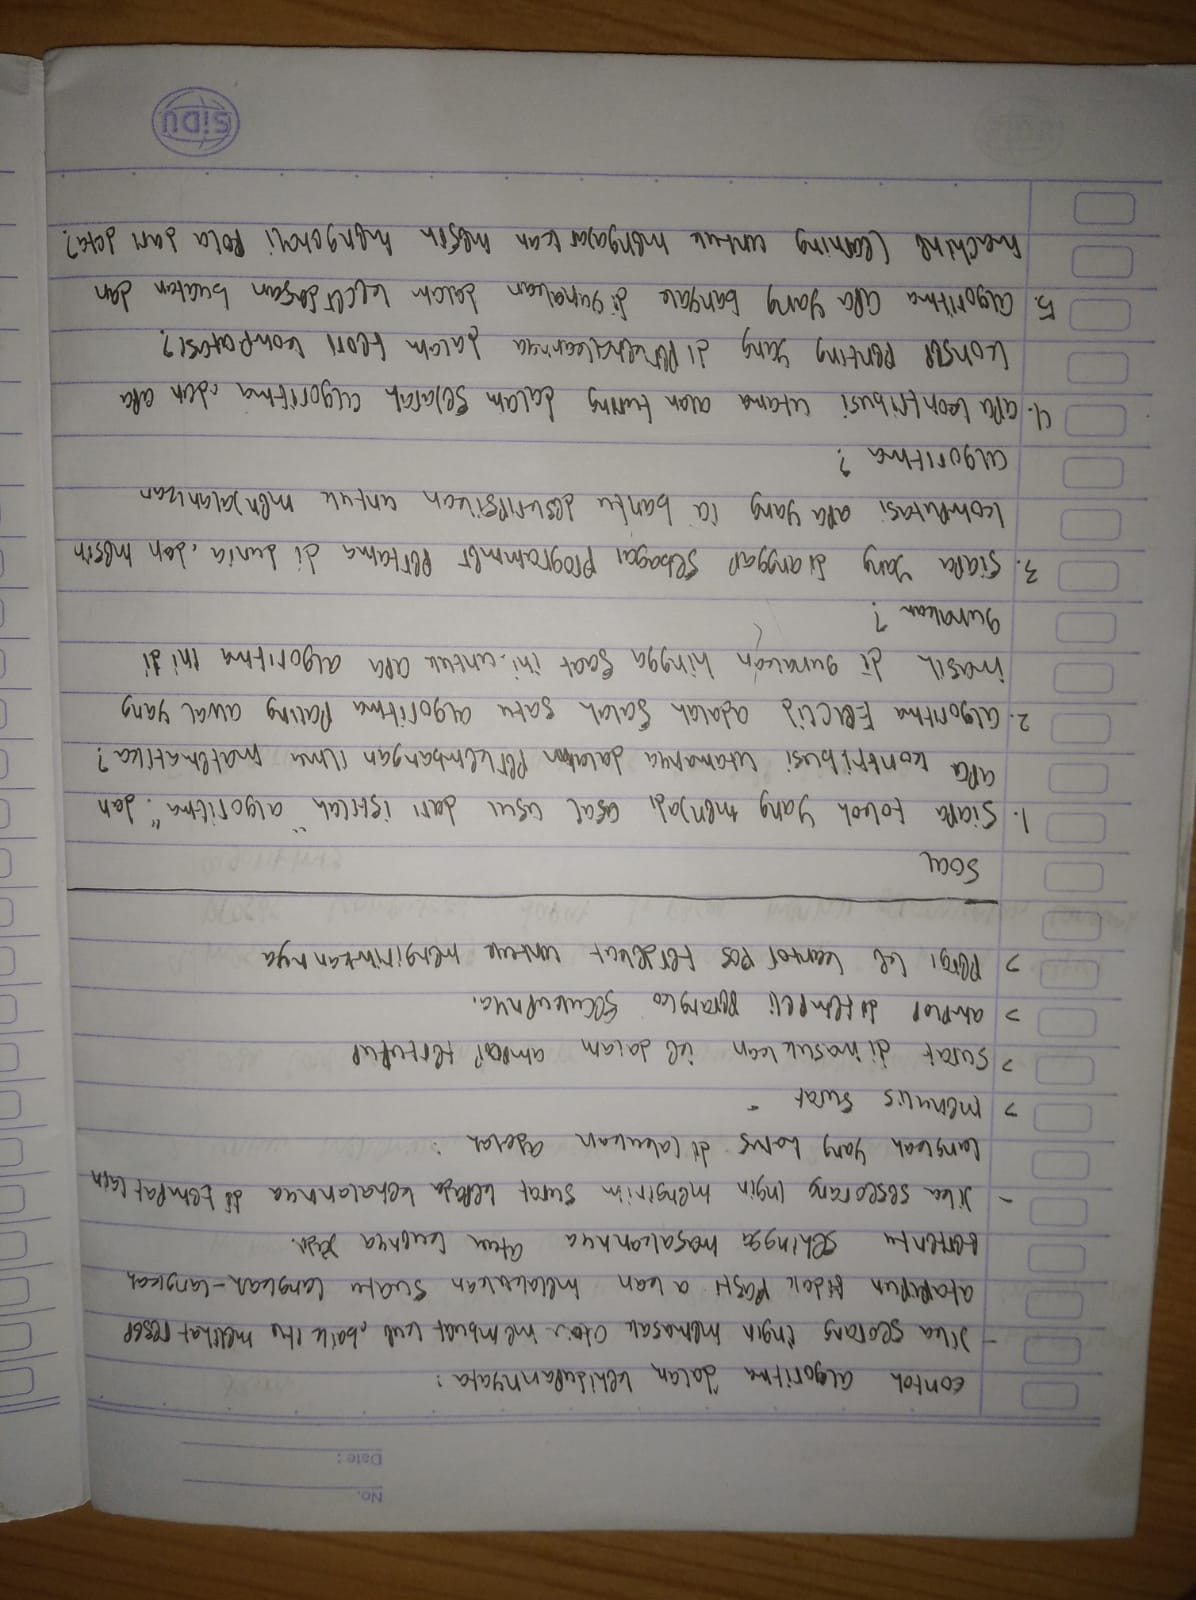 No.
Date :
contoh algoritma dalam kehidupannyata :
- Jika seorang ingin memasak atau membuat kue, baik itu melihat resep
ataupun tidak pasti akan melakukan suatu langkah-langkah
tertentu sehingga masakannya atau kuenya jadi.
- Jika seseorang ingin mengirim surat kepada kenalannya di tempat lain
langkah yang harus dilakukan adalah :
> menulis surat -
> surat dimasukkan ke dalam amplop tertutup
> amplop ditempeli perangko secukupnya.
> pergi ke kantor pos terdekat untuk mengirimkannya
Soal
1. Siapa tokoh yang menjadi asal usul dari istilah "algoritma". dan
apa kontribusi utamanya dalam perkembangan ilmu matematika?
2. algoritma Euclid adalah salah satu algoritma paling awal yang
masih di gunakan hingga saat ini. untuk apa algoritma ini di
gunakan ?
3. siapa yang dianggap sebagai programmer pertama di dunia, dan mesin
komputasi apa yang ia bantu deskripsikan untuk menjalankan
algoritma ?
4. apa kontribusi utama alan turing dalam sejarah algoritma, dan apa
konsep penting yang diperkenalkannya dalam teori komputasi?
5. algoritma apa yang banyak digunakan dalam kecerdasan buatan dan
machine learning untuk mengajarkan mesin mengenali pola dari data?
SiDU